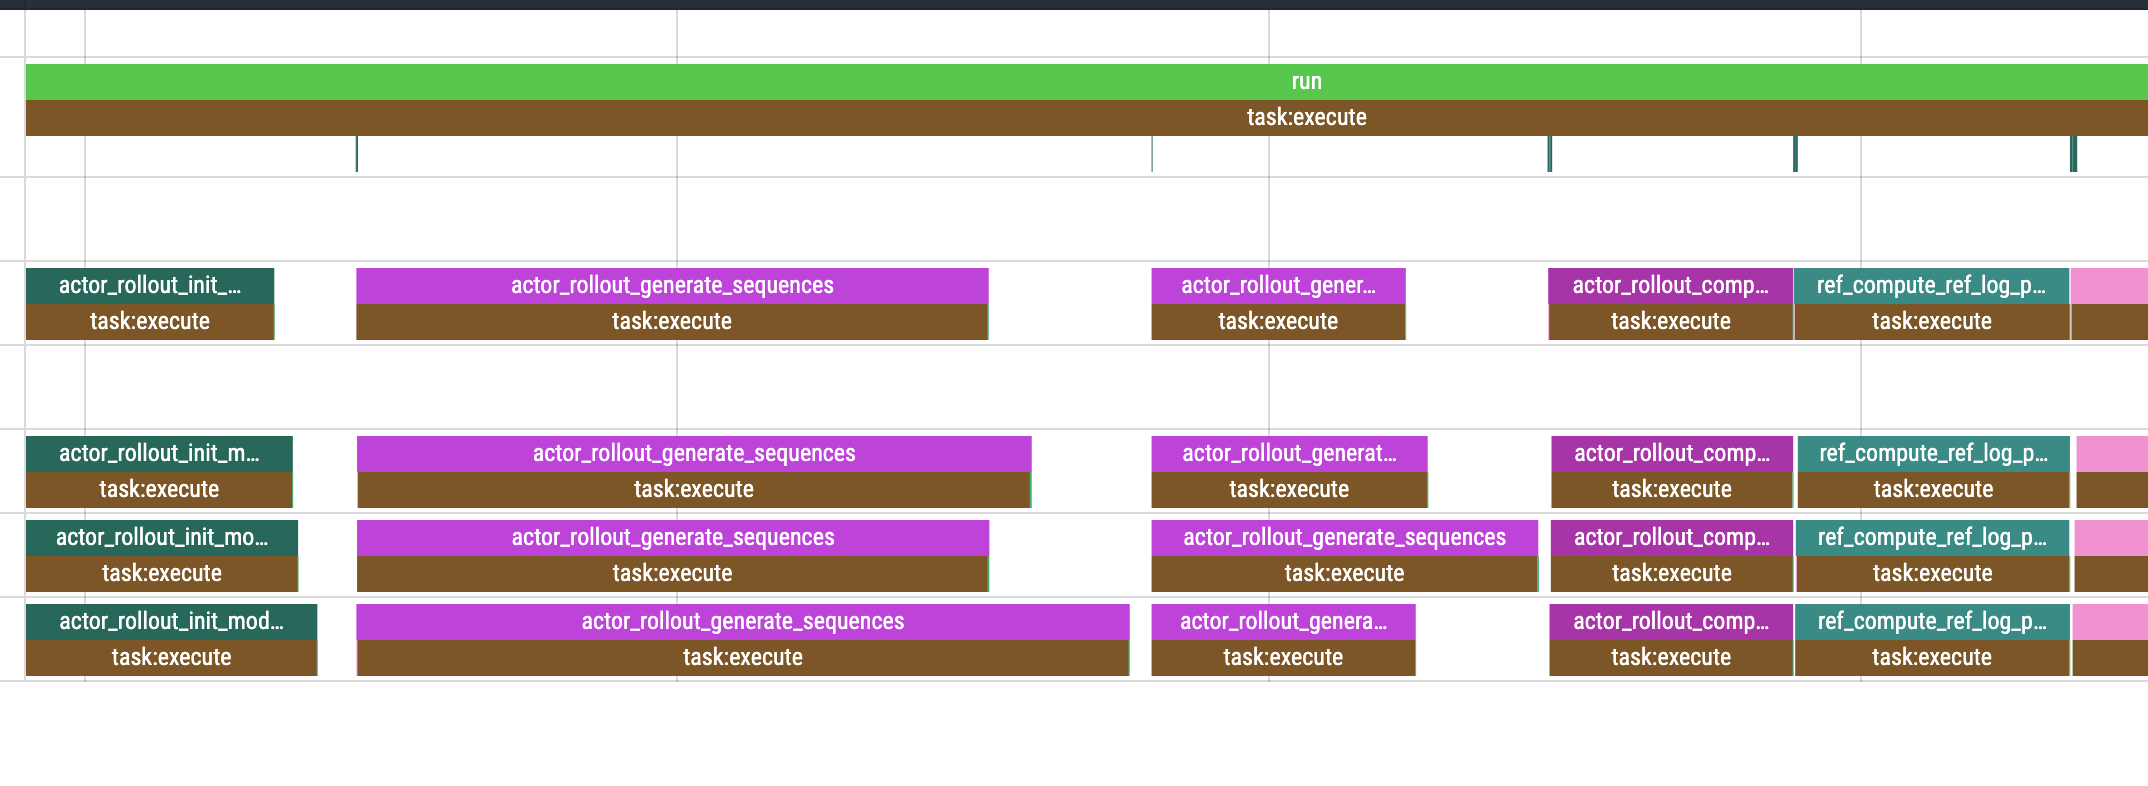 run
task:execute
actor_rollout_init_... actor_rollout_generate_sequences actor_rollout_gener... actor_rollout_comp... ref_compute_ref_log_p...
task:execute task:execute task:execute task:execute task:execute
actor_rollout_init_m... actor_rollout_generate_sequences actor_rollout_generat... actor_rollout_comp... ref_compute_ref_log_p...
task:execute task:execute task:execute task:execute task:execute
actor_rollout_init_mo... actor_rollout_generate_sequences actor_rollout_generate_sequences actor_rollout_comp... ref_compute_ref_log_p...
task:execute task:execute task:execute task:execute task:execute
actor_rollout_init_mod... actor_rollout_generate_sequences actor_rollout_genera... actor_rollout_comp... ref_compute_ref_log_p...
task:execute task:execute task:execute task:execute task:execute